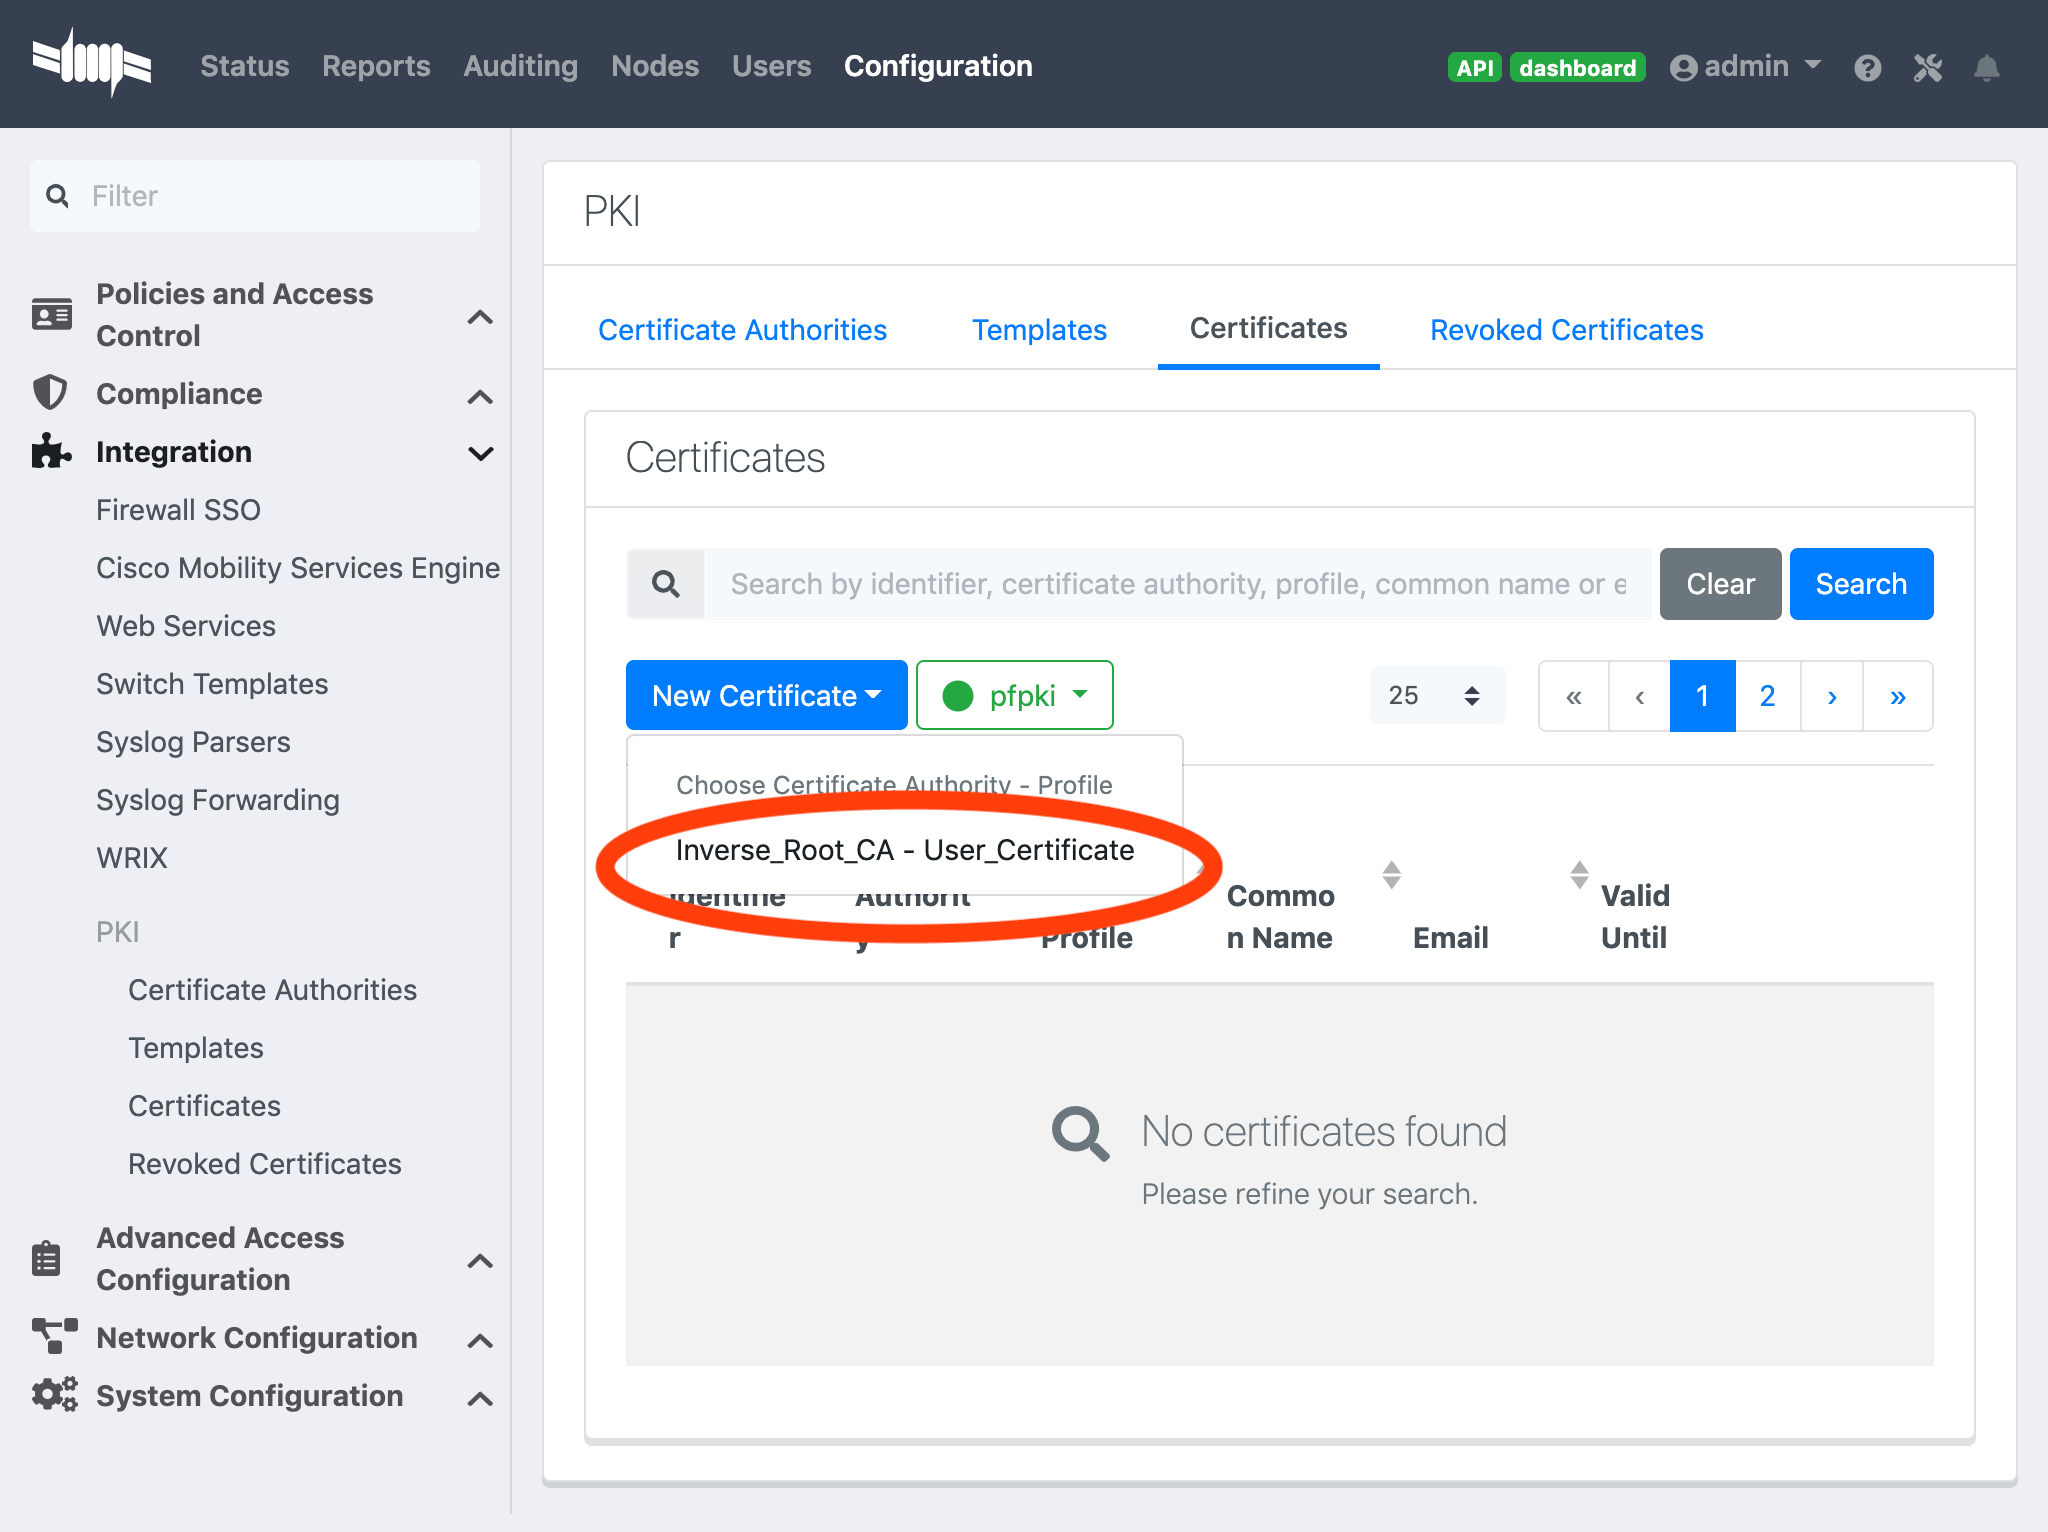 Status Reports Auditing Nodes Users Configuration
API dashboard admin
Filter
Policies and Access
Control
Compliance
Integration
Firewall SSO
Cisco Mobility Services Engine
Web Services
Switch Templates
Syslog Parsers
Syslog Forwarding
WRIX
PKI
Certificate Authorities
Templates
Certificates
Revoked Certificates
Advanced Access
Configuration
Network Configuration
System Configuration
PKI
Certificate Authorities Templates Certificates Revoked Certificates
Certificates
Search by identifier, certificate authority, profile, common name or e
Clear Search
New Certificate pfpki 25 « ‹ 1 2 › »
Choose Certificate Authority - Profile
Inverse_Root_CA - User_Certificate
Identifie Authorit Commo Valid
r y Profile n Name Email Until
No certificates found
Please refine your search.